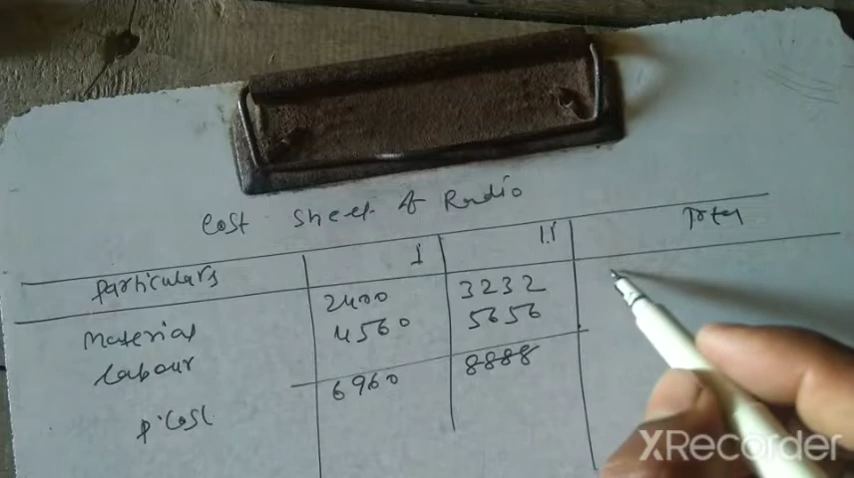 Cost Sheet of Radio
Particulars I II Total
Material 2400 3232
Labour 4560 5656
P. Cost 6960 8888
XRecorder